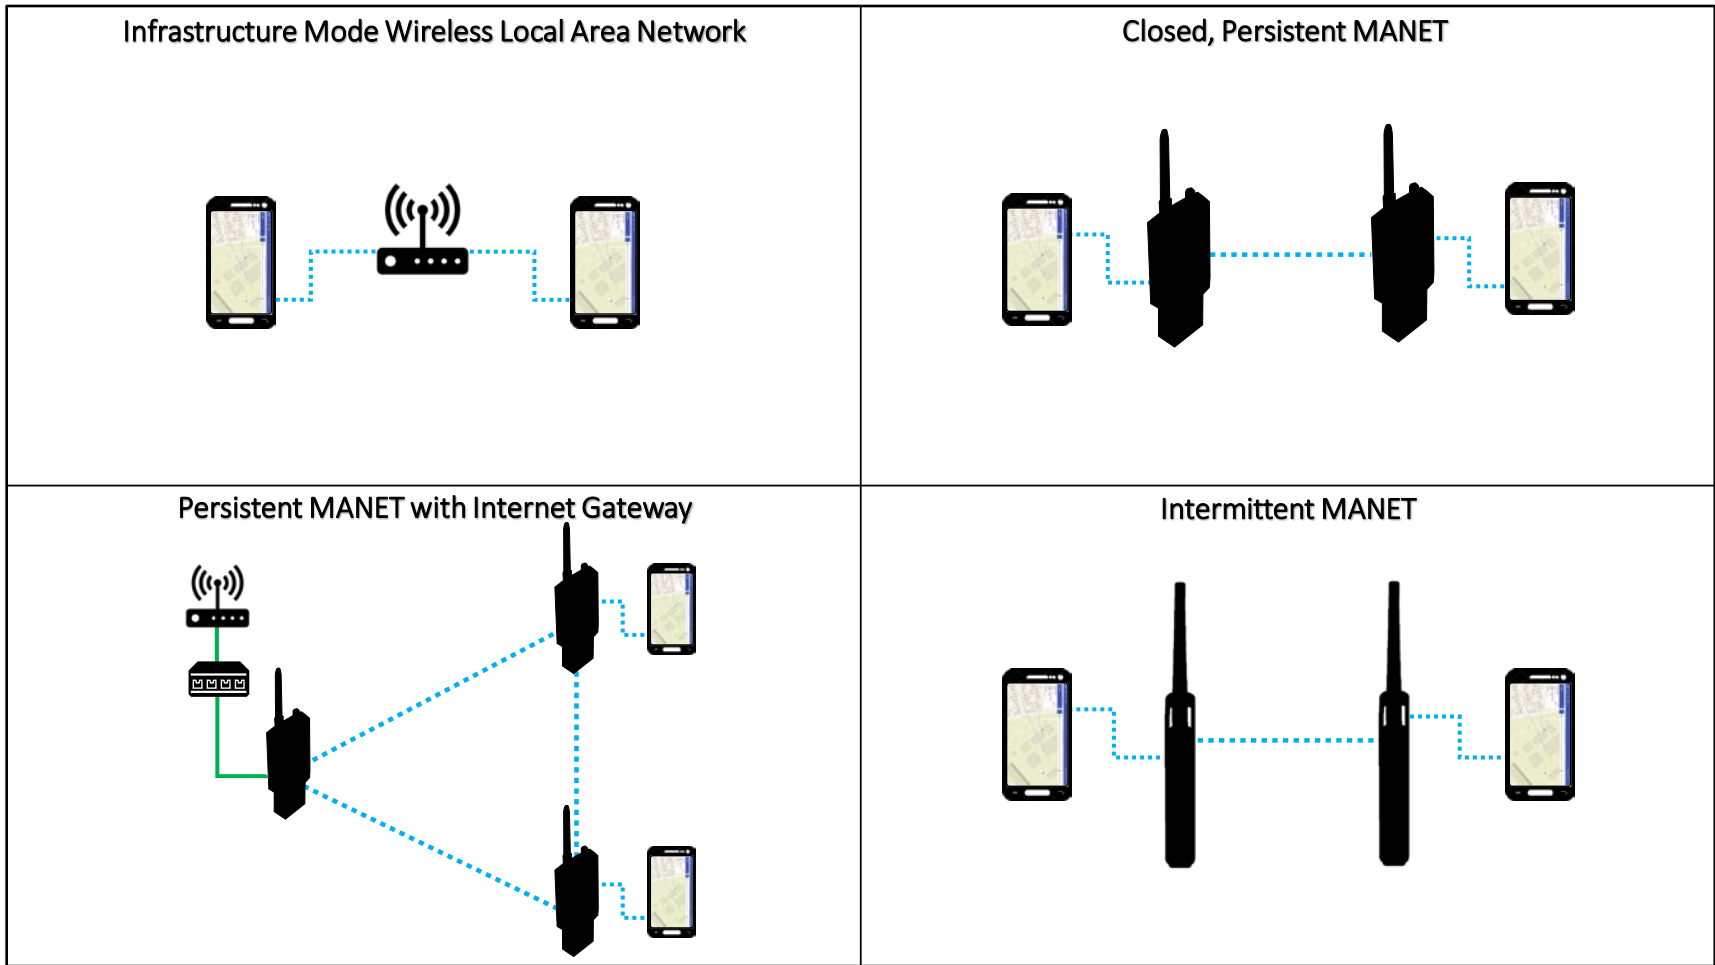 Infrastructure Mode Wireless Local Area Network
Closed, Persistent MANET
Persistent MANET with Internet Gateway
Intermittent MANET